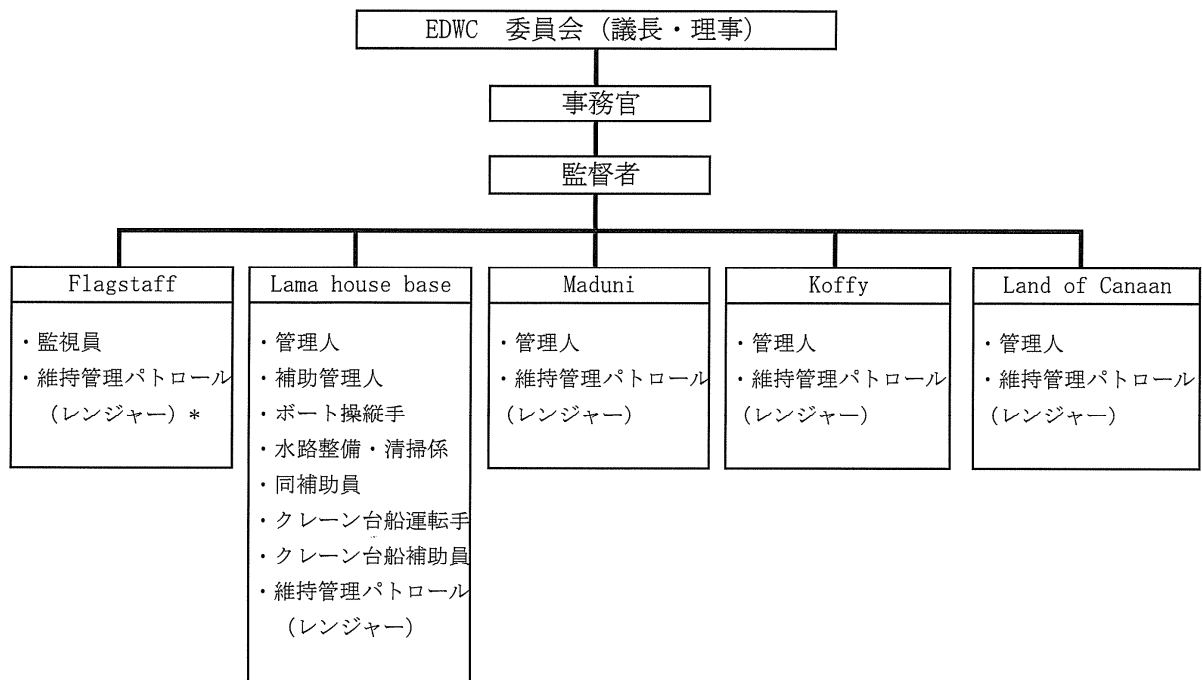 EDWC 委員会（議長・理事）
事務官
監督者
Flagstaff
・監視員
・維持管理パトロール
（レンジャー）*
Lama house base
・管理人
・補助管理人
・ボート操縦手
・水路整備・清掃係
・同補助員
・クレーン台船運転手
・クレーン台船補助員
・維持管理パトロール
（レンジャー）
Maduni
・管理人
・維持管理パトロール
（レンジャー）
Koffy
・管理人
・維持管理パトロール
（レンジャー）
Land of Canaan
・管理人
・維持管理パトロール
（レンジャー）